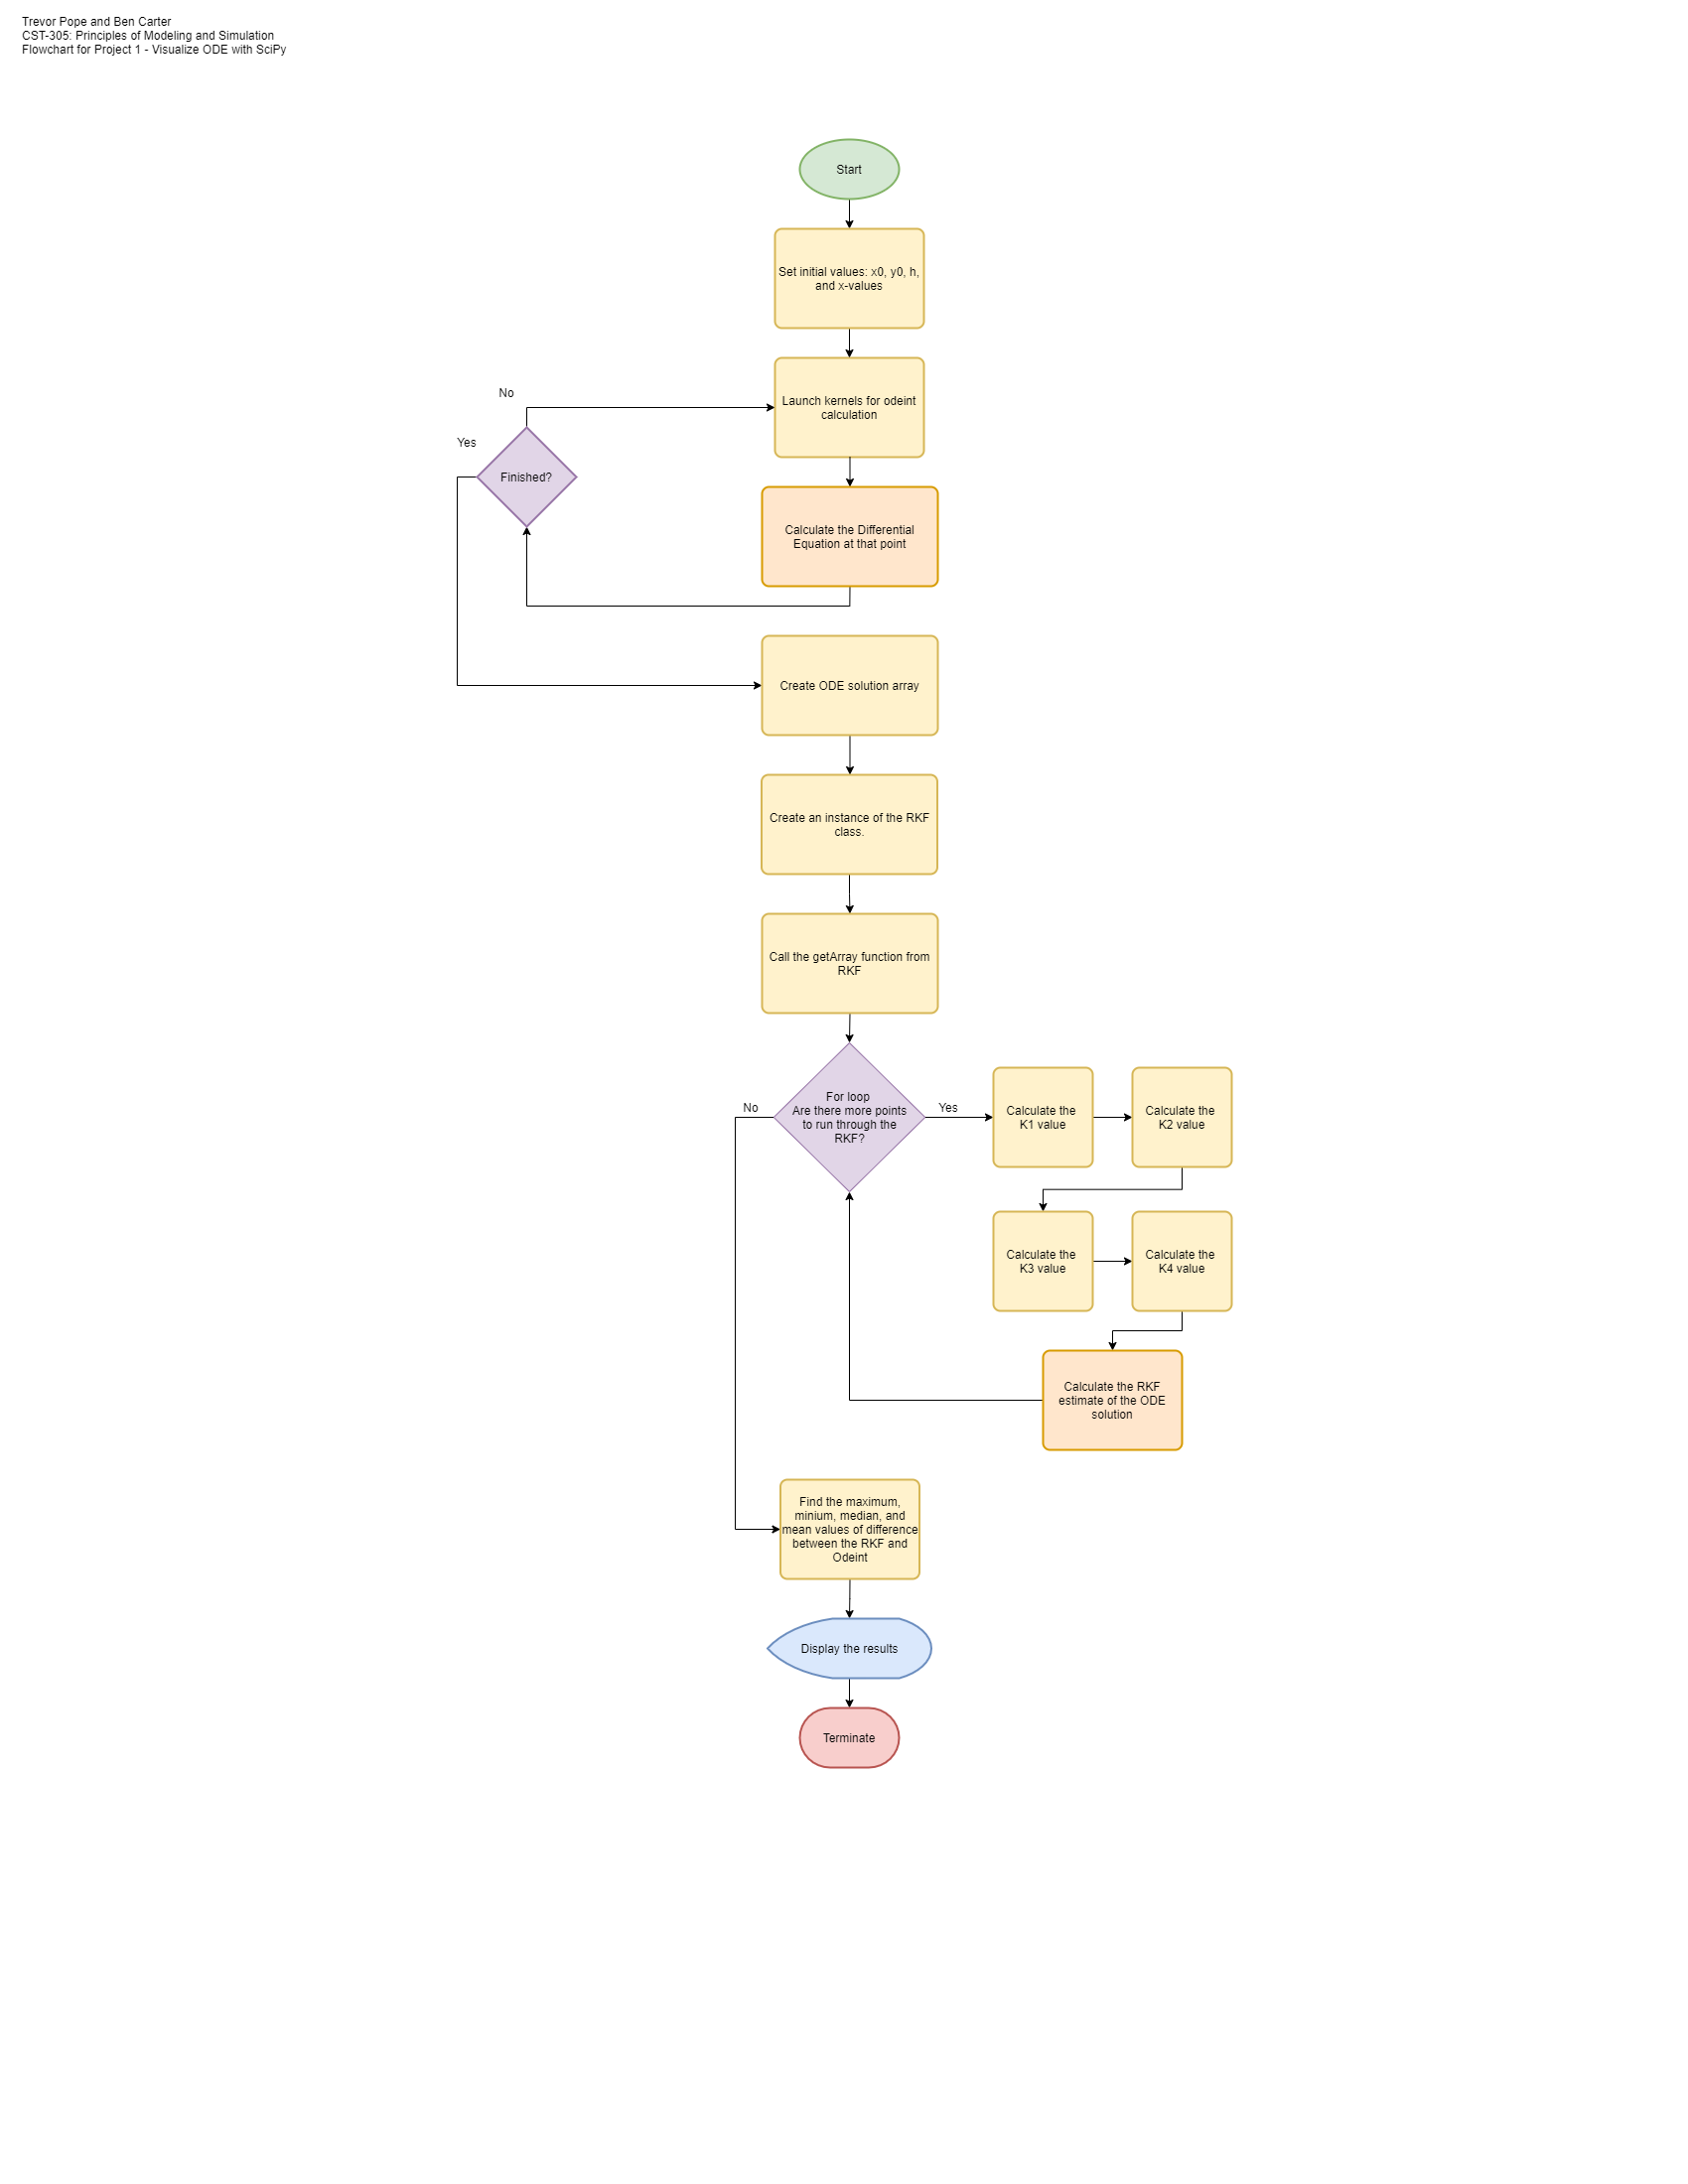 Trevor Pope and Ben Carter
CST-305: Principles of Modeling and Simulation
Flowchart for Project 1 - Visualize ODE with SciPy
Start
Set initial values: x0, y0, h,
and x-values
Launch kernels for odeint
calculation
No
Yes
Finished?
Calculate the Differential
Equation at that point
Create ODE solution array
Create an instance of the RKF
class.
Call the getArray function from
RKF
For loop
Are there more points
to run through the
RKF?
No
Yes
Calculate the
K1 value
Calculate the
K2 value
Calculate the
K3 value
Calculate the
K4 value
Calculate the RKF
estimate of the ODE
solution
Find the maximum,
minium, median, and
mean values of difference
between the RKF and
Odeint
Display the results
Terminate